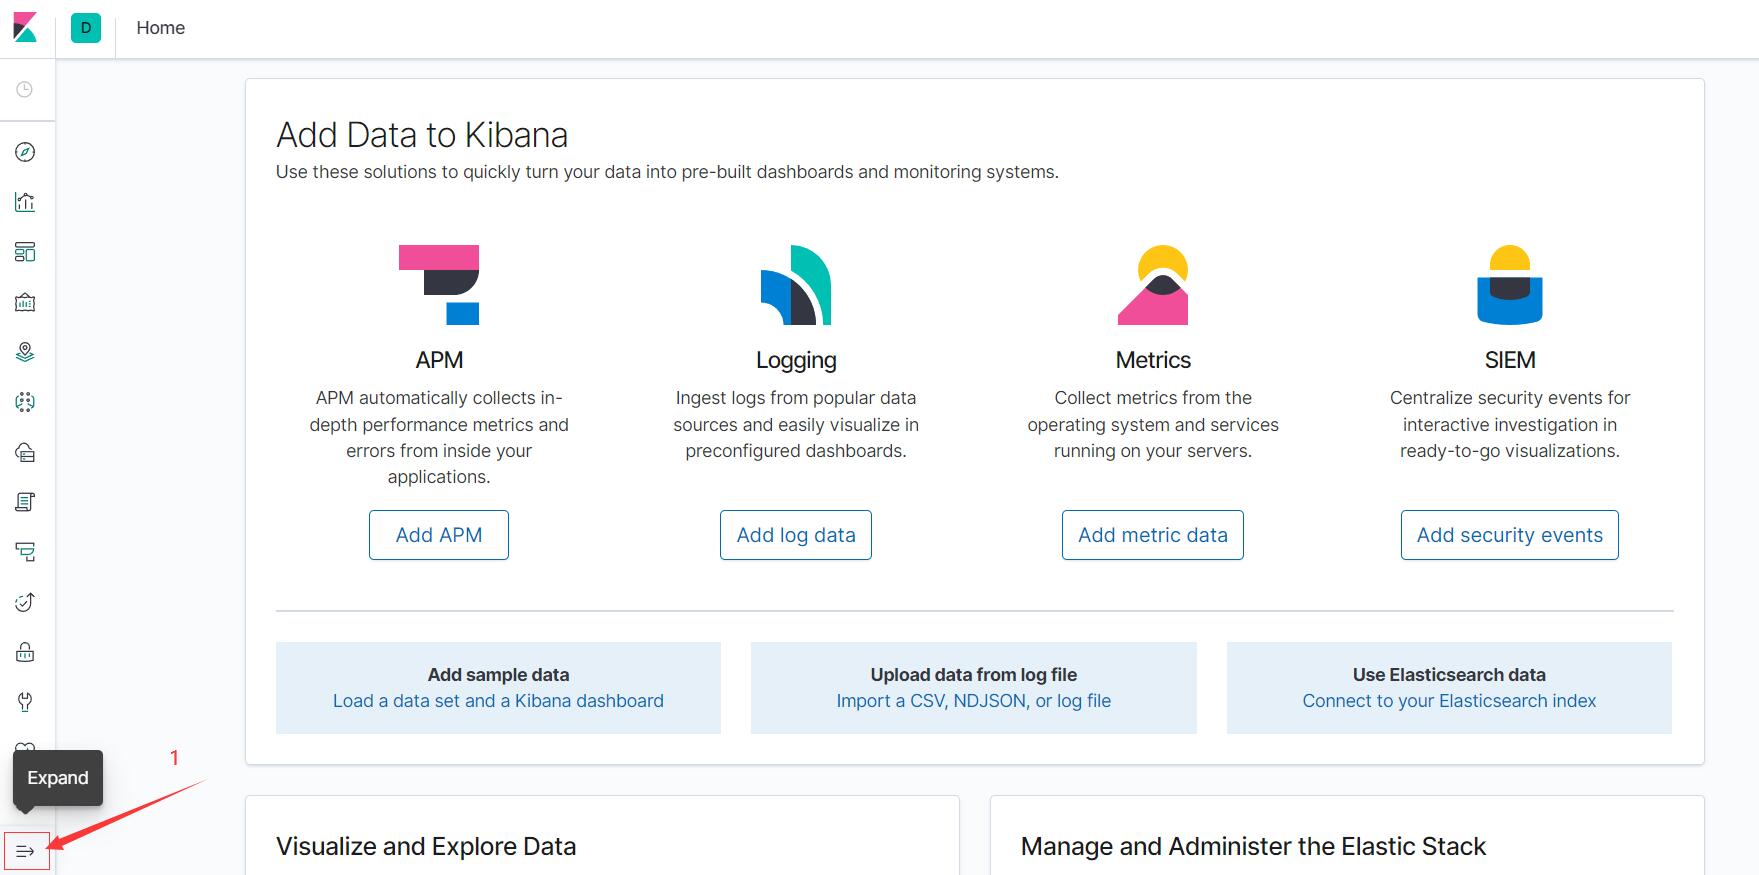 D
Home
Add Data to Kibana
Use these solutions to quickly turn your data into pre-built dashboards and monitoring systems.
APM
APM automatically collects in-
depth performance metrics and
errors from inside your
applications.
Add APM
Logging
Ingest logs from popular data
sources and easily visualize in
preconfigured dashboards.
Add log data
Metrics
Collect metrics from the
operating system and services
running on your servers.
Add metric data
SIEM
Centralize security events for
interactive investigation in
ready-to-go visualizations.
Add security events
Add sample data
Load a data set and a Kibana dashboard
Upload data from log file
Import a CSV, NDJSON, or log file
Use Elasticsearch data
Connect to your Elasticsearch index
1
Expand
Visualize and Explore Data
Manage and Administer the Elastic Stack